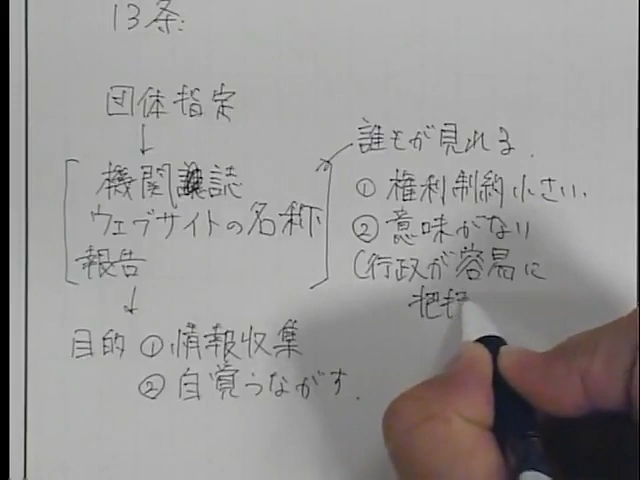 13条:
団体指定
↓
機関誌
ウェブサイトの名称
報告
↓
目的 ① 情報収集
② 自覚うながす.
誰もが見れる.
① 権利制約小さい.
② 意味がない
(行政が容易に
把握